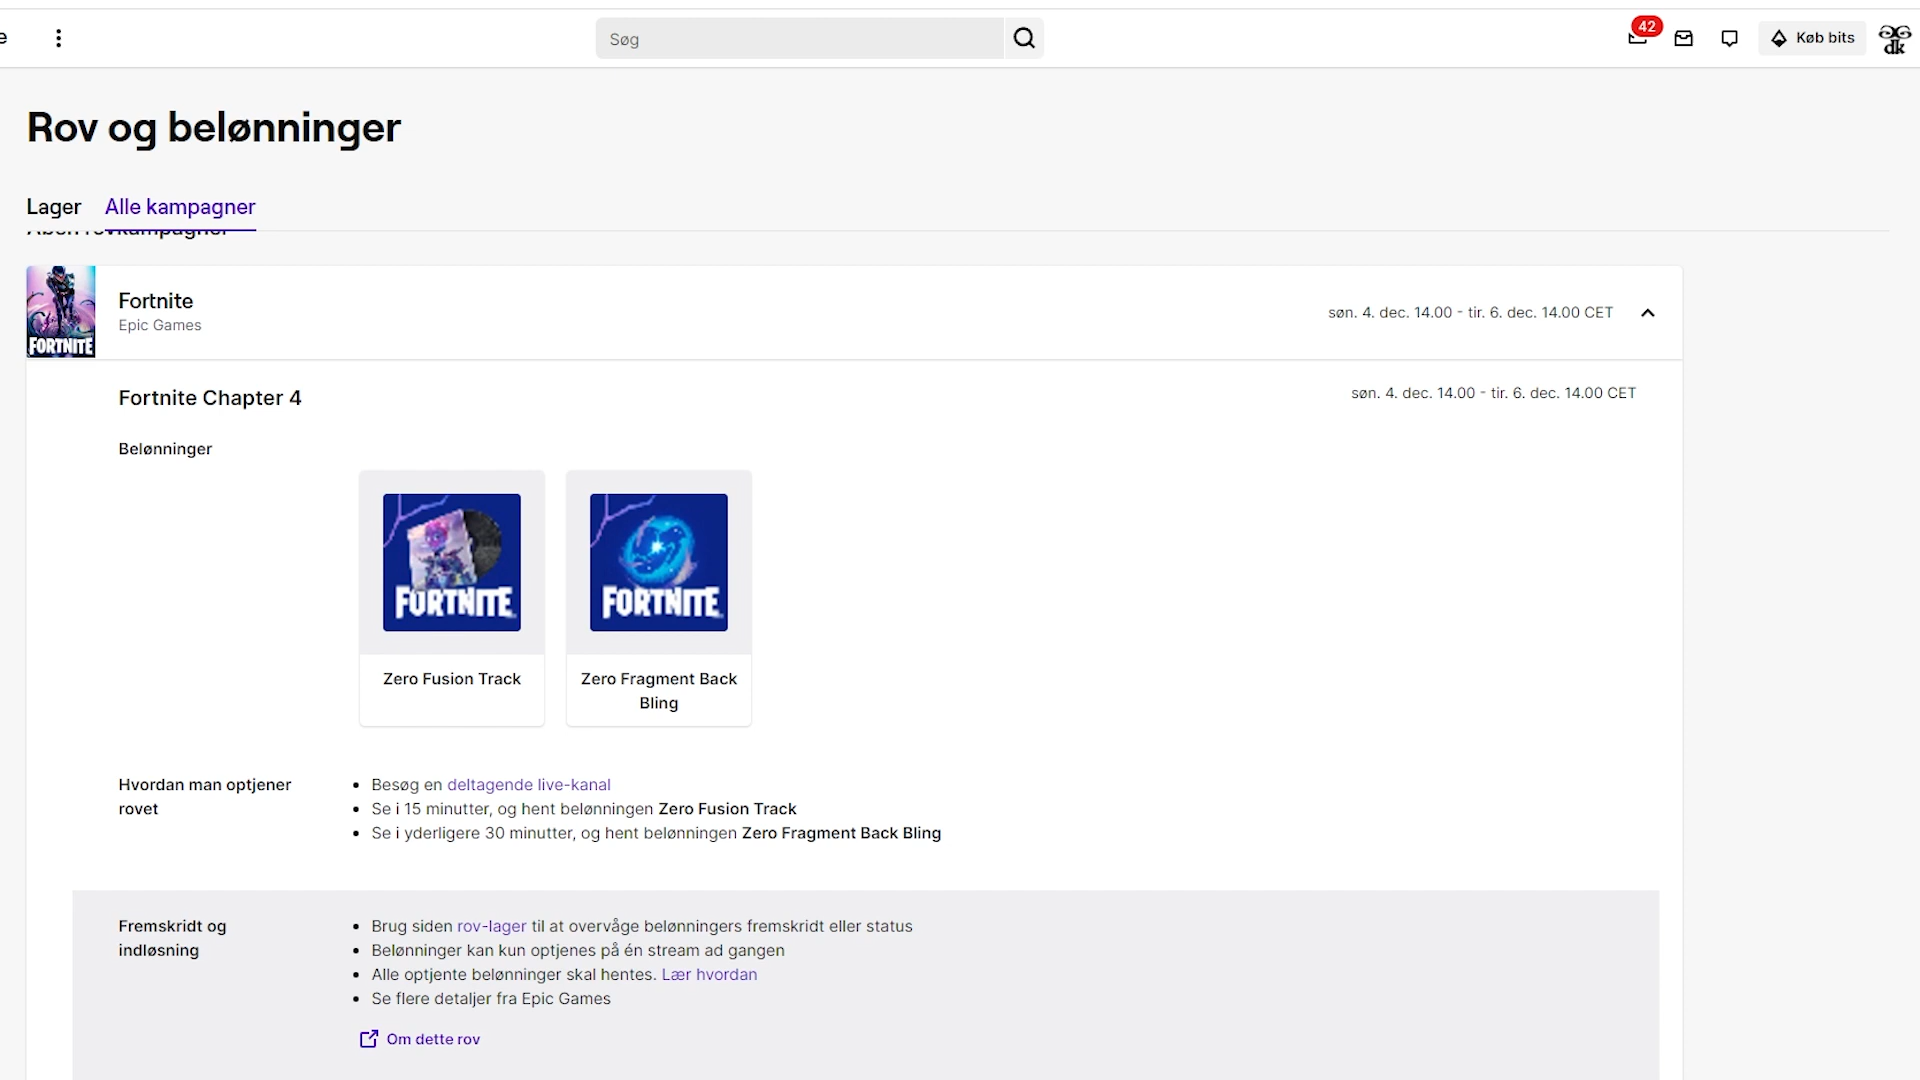 e
Søg
42
Køb bits
dk
Rov og belønninger
Lager
Alle kampagner
Åben rovkampagner
FORTNITE
Fortnite
Epic Games
søn. 4. dec. 14.00 - tir. 6. dec. 14.00 CET
Fortnite Chapter 4
søn. 4. dec. 14.00 - tir. 6. dec. 14.00 CET
Belønninger
FORTNITE
FORTNITE
Zero Fusion Track
Zero Fragment Back
Bling
Hvordan man optjener
rovet
• Besøg en deltagende live-kanal
• Se i 15 minutter, og hent belønningen Zero Fusion Track
• Se i yderligere 30 minutter, og hent belønningen Zero Fragment Back Bling
Fremskridt og
indløsning
• Brug siden rov-lager til at overvåge belønningers fremskridt eller status
• Belønninger kan kun optjenes på én stream ad gangen
• Alle optjente belønninger skal hentes. Lær hvordan
• Se flere detaljer fra Epic Games
Om dette rov